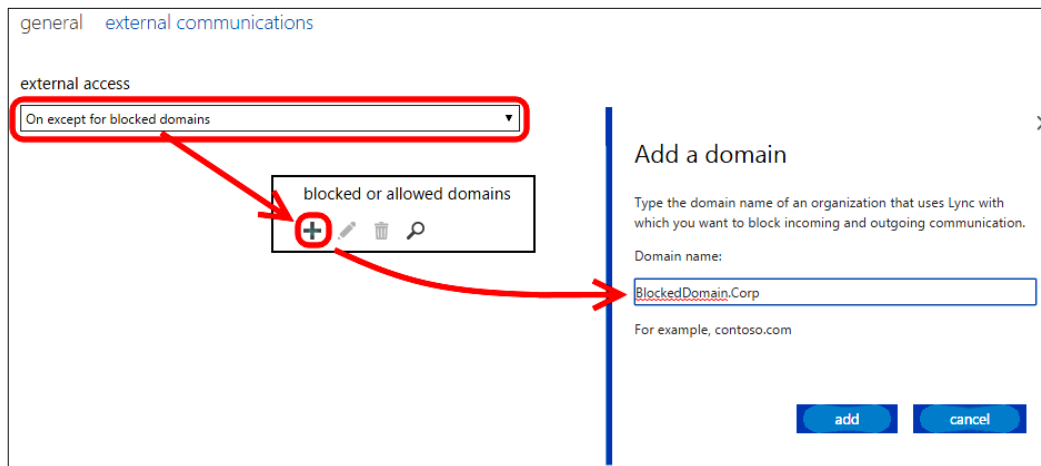 general external communications
external access
On except for blocked domains
blocked or allowed domains
Add a domain
Type the domain name of an organization that uses Lync with
which you want to block incoming and outgoing communication.
Domain name:
BlockedDomain.Corp
For example, contoso.com
add cancel